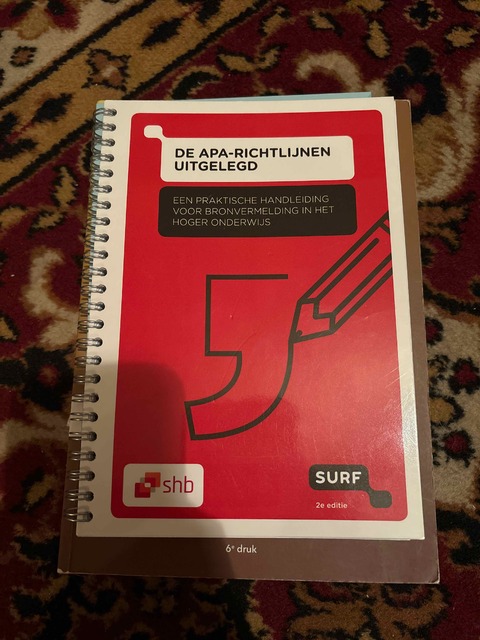 DE APA-RICHTLIJNEN
UITGELEGD
EEN PRAKTISCHE HANDLEIDING
VOOR BRONVERMELDING IN HET
HOGER ONDERWIJS
shb
SURF
2e editie
6e druk